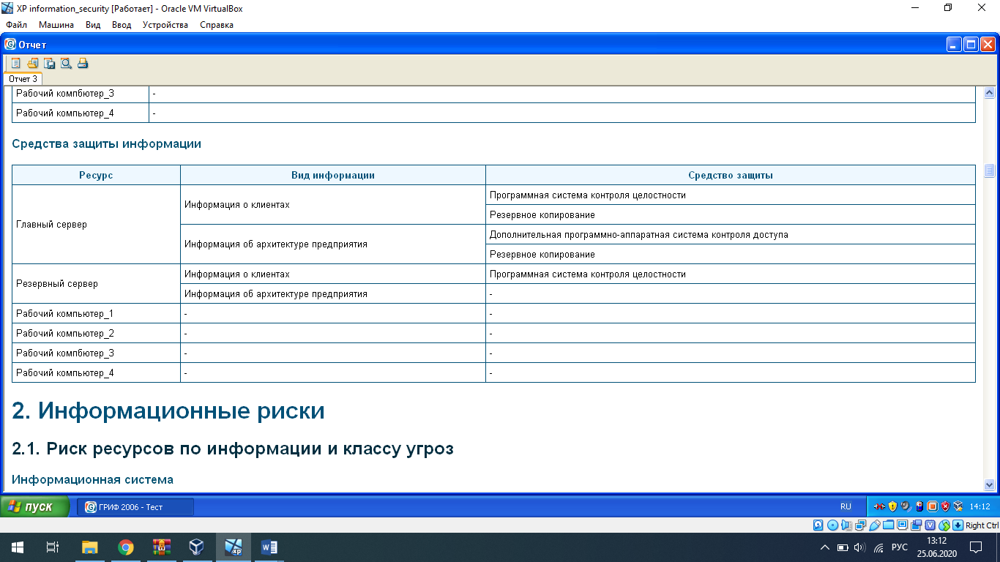 XP information_security [Работает] - Oracle VM VirtualBox
Файл Машина Вид Ввод Устройства Справка
Отчет
Отчет 3
Рабочий компбютер_3 -
Рабочий компьютер_4 -
Средства защиты информации
Ресурс Вид информации Средство защиты
Главный сервер
Информация о клиентах
Программная система контроля целостности
Резервное копирование
Информация об архитектуре предприятия
Дополнительная программно-аппаратная система контроля доступа
Резервное копирование
Резервный сервер
Информация о клиентах Программная система контроля целостности
Информация об архитектуре предприятия -
Рабочий компьютер_1 - -
Рабочий компьютер_2 - -
Рабочий компбютер_3 - -
Рабочий компьютер_4 - -
2. Информационные риски
2.1. Риск ресурсов по информации и классу угроз
Информационная система
пуск ГРИФ 2006 - Тест RU 14:12
Right Ctrl
xp РУС 13:12
25.06.2020